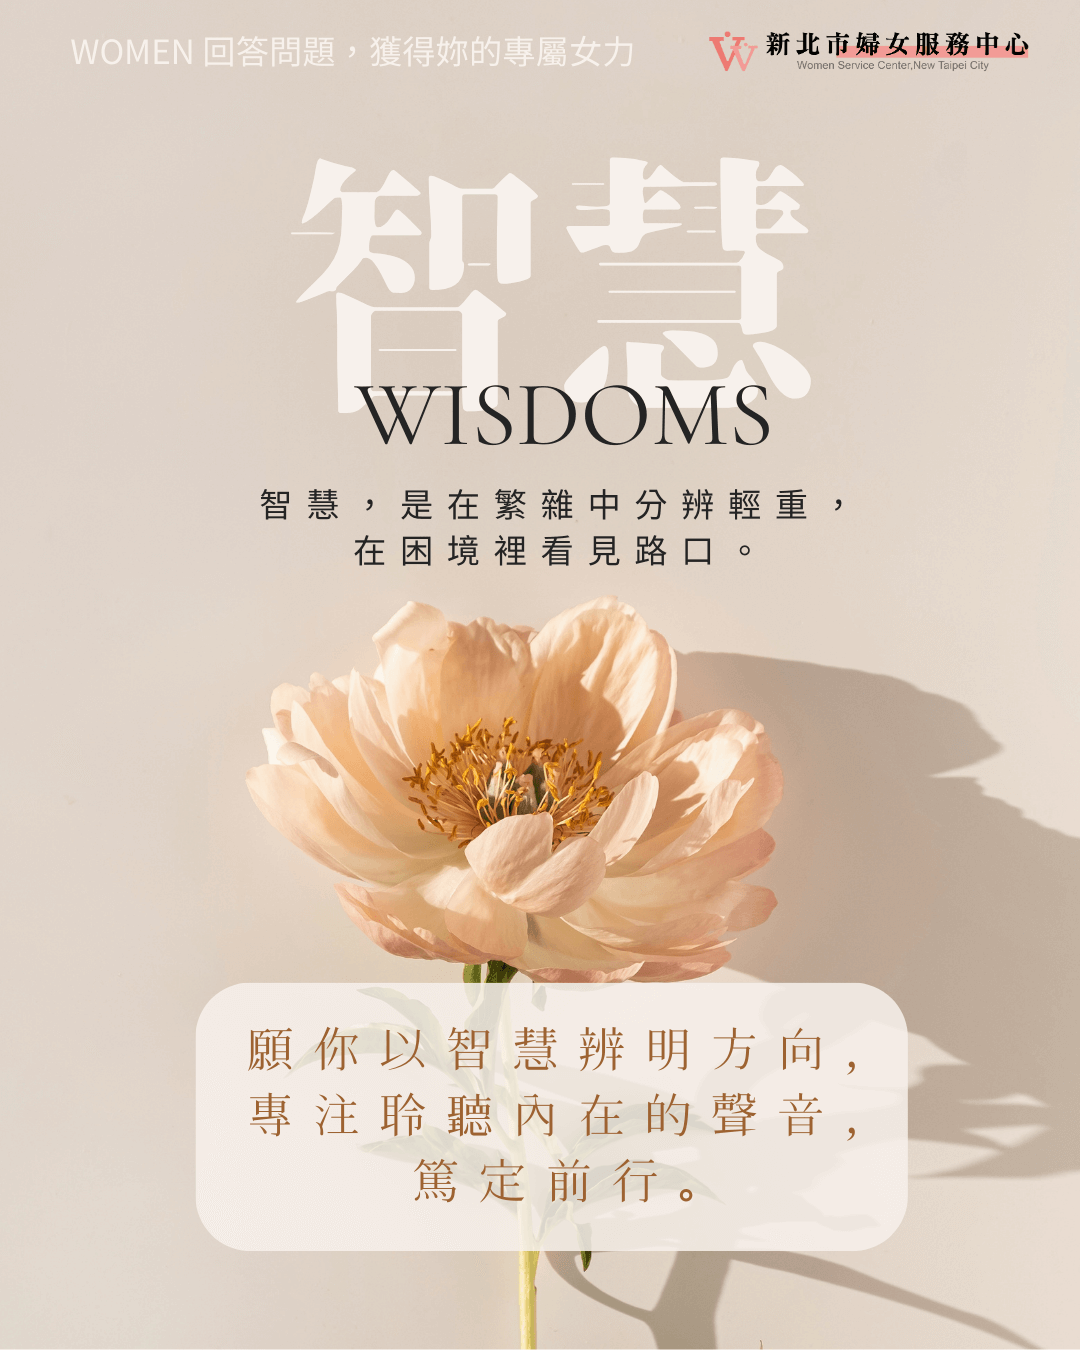 WOMEN 回答問題，獲得妳的專屬女力
新北市婦女服務中心
Women Service Center,New Taipei City
智慧
WISDOMS
智慧，是在繁雜中分辨輕重，
在困境裡看見路口。
願你以智慧辨明方向,
專注聆聽內在的聲音,
篤定前行。